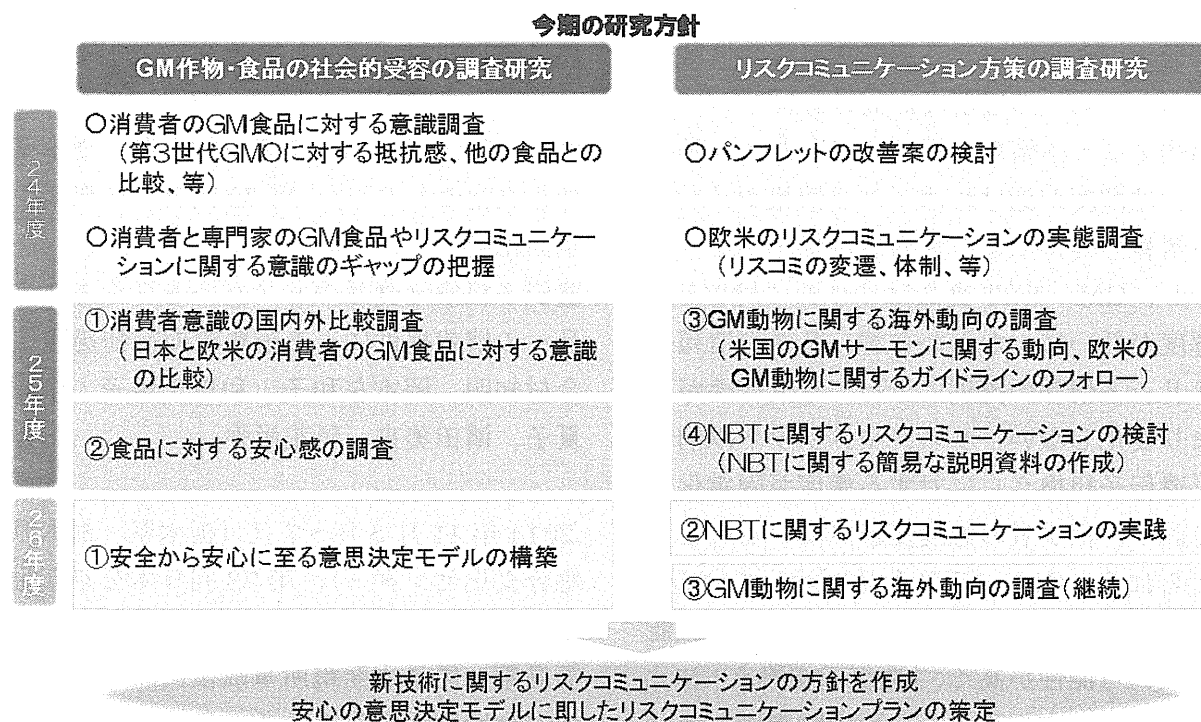 今期の研究方針
GM作物・食品の社会的受容の調査研究
リスクコミュニケーション方策の調査研究
24年度
○消費者のGM食品に対する意識調査
(第3世代GMOに対する抵抗感、他の食品との
比較、等)
○消費者と専門家のGM食品やリスクコミュニケー
ションに関する意識のギャップの把握
○パンフレットの改善案の検討
○欧米のリスクコミュニケーションの実態調査
(リスコミの変遷、体制、等)
25年度
①消費者意識の国内外比較調査
(日本と欧米の消費者のGM食品に対する意識
の比較)
②食品に対する安心感の調査
③GM動物に関する海外動向の調査
(米国のGMサーモンに関する動向、欧米の
GM動物に関するガイドラインのフォロー)
④NBTに関するリスクコミュニケーションの検討
(NBTに関する簡易な説明資料の作成)
26年度
①安全から安心に至る意思決定モデルの構築
②NBTに関するリスクコミュニケーションの実践
③GM動物に関する海外動向の調査(継続)
新技術に関するリスクコミュニケーションの方針を作成
安心の意思決定モデルに即したリスクコミュニケーションプランの策定